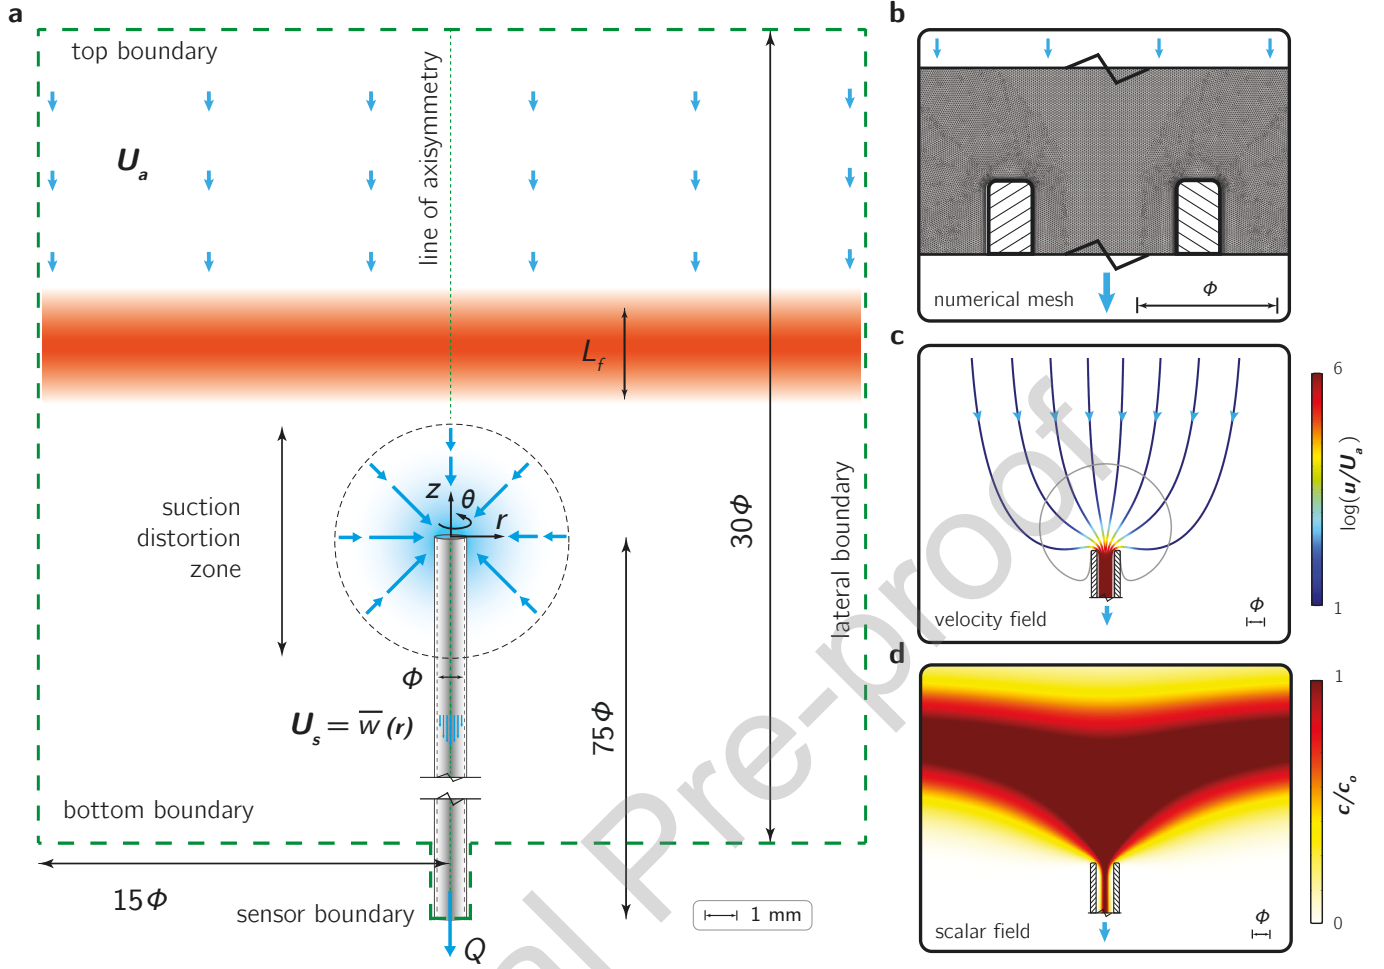 a
top boundary
U_a
line of axisymmetry
L_f
30Φ
suction
distortion
zone
z
θ
r
lateral boundary
Φ
U_s = w̅(r)
75Φ
bottom boundary
15Φ
sensor boundary
Q
1 mm
b
numerical mesh
Φ
c
velocity field
Φ
6
log(u/U_a)
1
d
scalar field
Φ
1
c/c_o
0
al Pre-proof